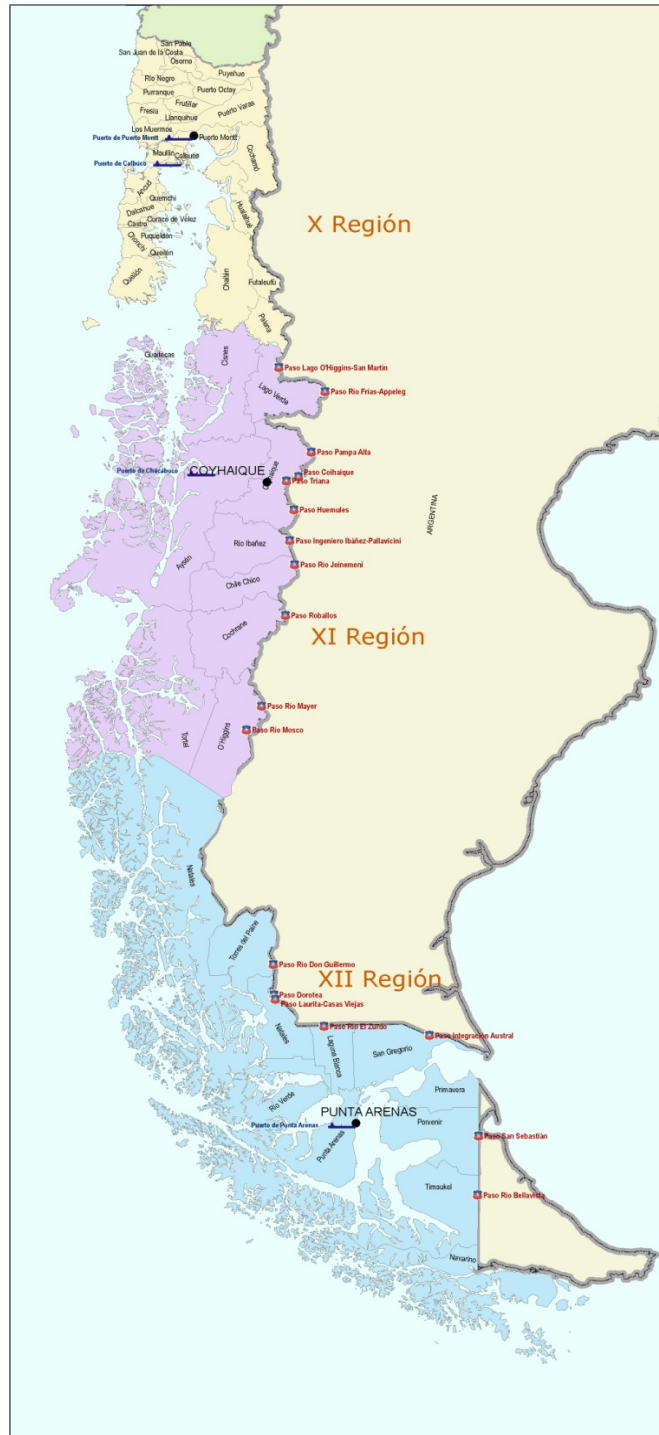 San Pablo
San Juan de la Costa
Osorno
Puyehue
Río Negro
Purranque
Puerto Octay
Frutillar
Fresia
Puerto Varas
Llanquihue
Los Muermos
Puerto de Puerto Montt
Puerto Montt
Maullín
Calbuco
Puerto de Calbuco
Cochamó
Ancud
Quemchi
Dalcahue
Hualaihué
Castro
Curaco de Vélez
X Región
Puqueldón
Chonchi
Queilén
Quellón
Chaitén
Futaleufú
Palena
Guaitecas
Cisnes
Paso Lago O'Higgins-San Martín
Lago Verde
Paso Río Frías-Appeleg
Paso Pampa Alta
Puerto de Chacabuco
COYHAIQUE
Coihaique
Paso Coihaique
Paso Triana
Paso Huemules
ARGENTINA
Río Ibañez
Paso Ingeniero Ibáñez-Pallavicini
Aysén
Paso Río Jeinemeni
Chile Chico
Paso Roballos
Cochrane
XI Región
Paso Río Mayer
Paso Río Mosco
Tortel
O'Higgins
Natales
Torres del Paine
Paso Río Don Guillermo
XII Región
Paso Dorotea
Paso Laurita-Casas Viejas
Paso Río El Zurdo
Natales
Laguna Blanca
San Gregorio
Paso Integración Austral
Primavera
Río Verde
PUNTA ARENAS
Puerto de Punta Arenas
Punta Arenas
Porvenir
Paso San Sebastián
Timaukel
Paso Río Bellavista
Navarino